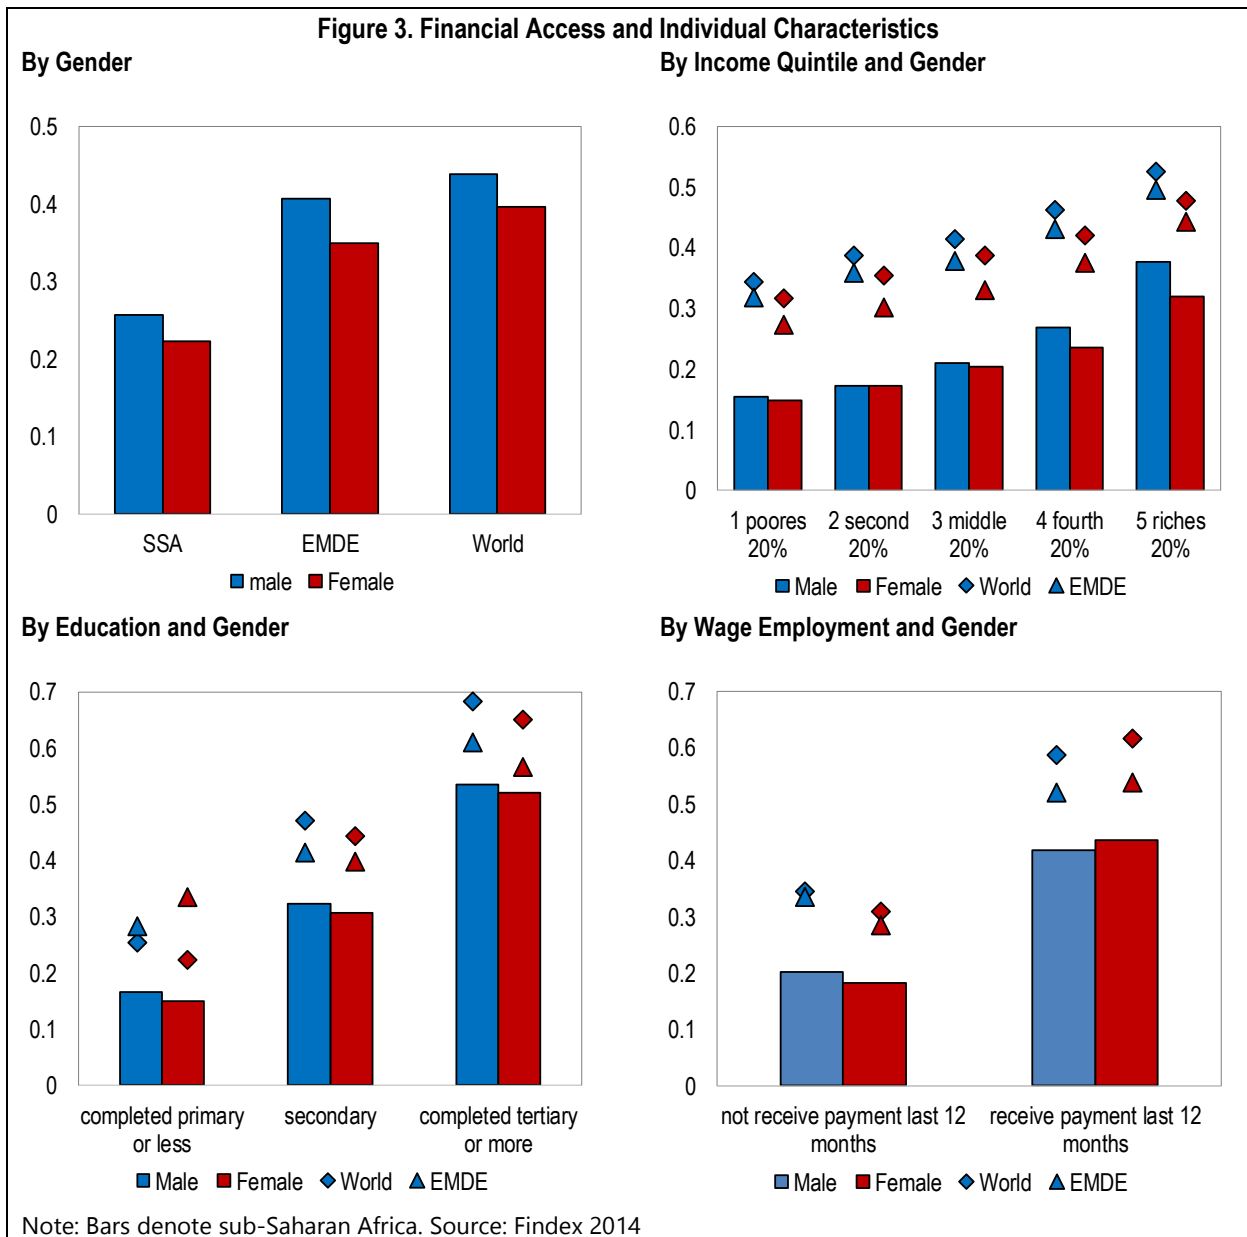 Figure 3. Financial Access and Individual Characteristics
By Gender
0.5
0.4
0.3
0.2
0.1
0
SSA EMDE World
male Female
By Income Quintile and Gender
0.6
0.5
0.4
0.3
0.2
0.1
0
1 poores 2 second 3 middle 4 fourth 5 riches
20% 20% 20% 20% 20%
Male Female World EMDE
By Education and Gender
0.7
0.6
0.5
0.4
0.3
0.2
0.1
0
completed primary secondary completed tertiary
or less or more
Male Female World EMDE
By Wage Employment and Gender
0.7
0.6
0.5
0.4
0.3
0.2
0.1
0
not receive payment last 12 receive payment last 12
months months
Male Female World EMDE
Note: Bars denote sub-Saharan Africa. Source: Findex 2014